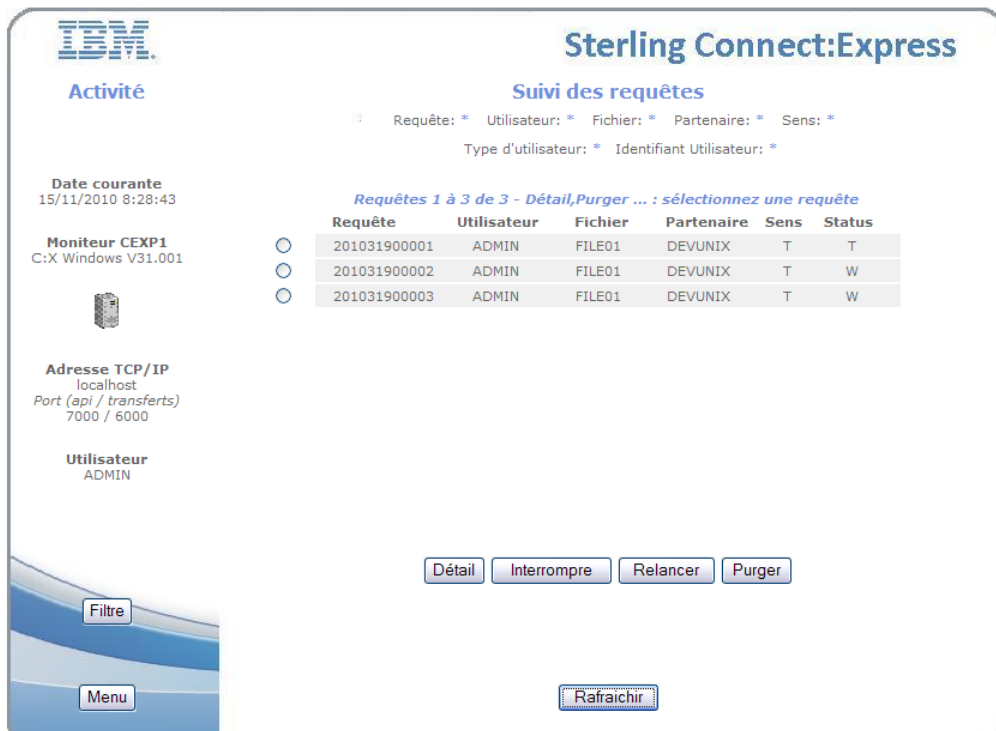 IBM.
Sterling Connect:Express
Activité
Suivi des requêtes
Requête: * Utilisateur: * Fichier: * Partenaire: * Sens: *
Type d'utilisateur: * Identifiant Utilisateur: *
Date courante
15/11/2010 8:28:43
Moniteur CEXP1
C:X Windows V31.001
Adresse TCP/IP
localhost
Port (api / transferts)
7000 / 6000
Utilisateur
ADMIN
Requêtes 1 à 3 de 3 - Détail,Purger ... : sélectionnez une requête
Requête Utilisateur Fichier Partenaire Sens Status
201031900001 ADMIN FILE01 DEVUNIX T T
201031900002 ADMIN FILE01 DEVUNIX T W
201031900003 ADMIN FILE01 DEVUNIX T W
Détail Interrompre Relancer Purger
Filtre
Menu
Rafraichir